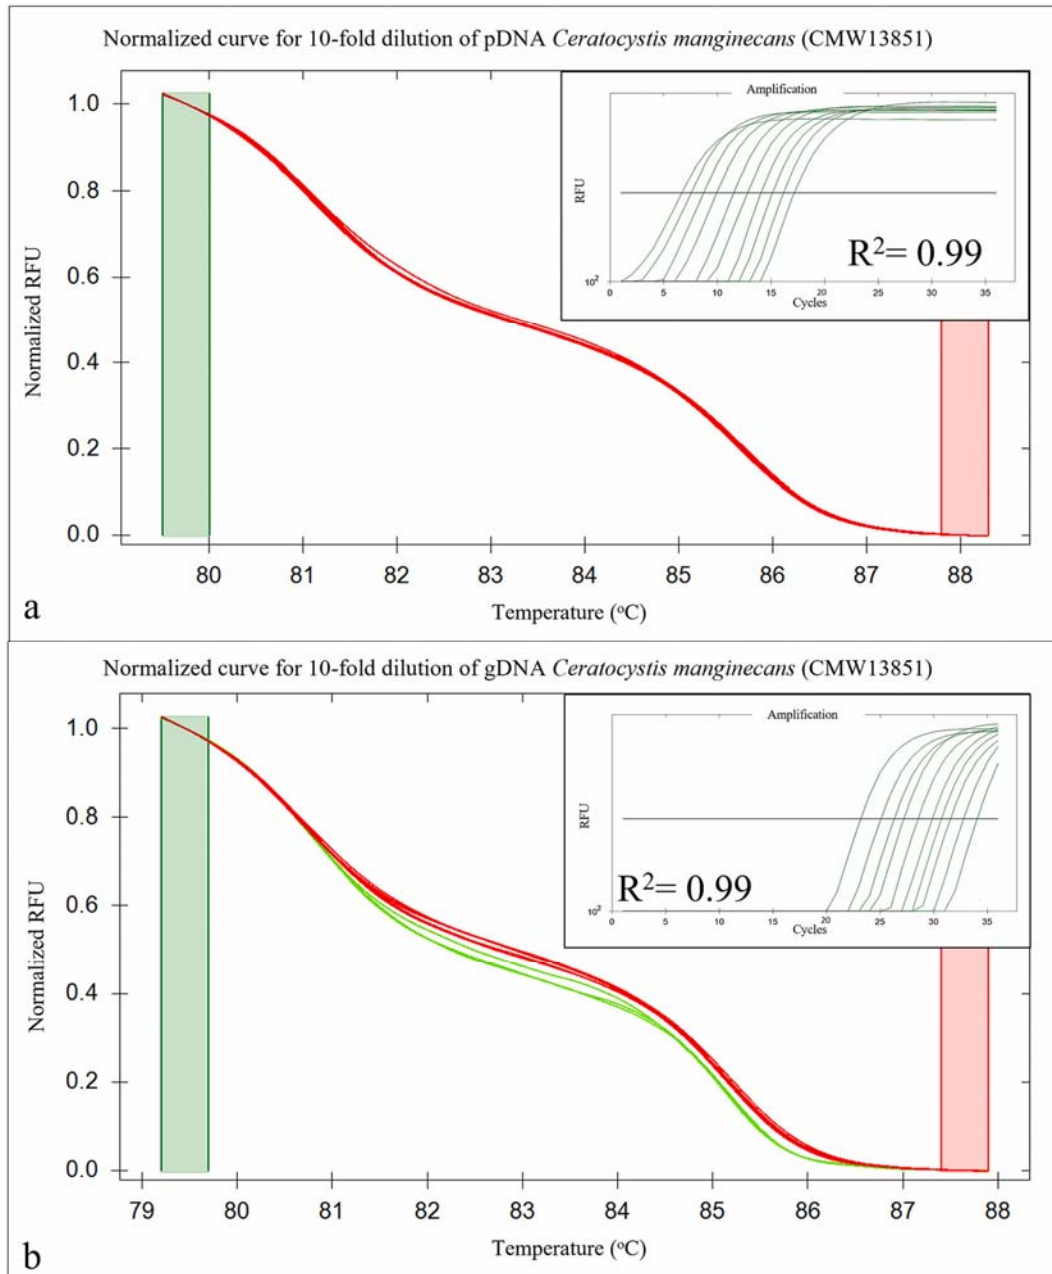 Normalized curve for 10-fold dilution of pDNA Ceratocystis manginecans (CMW13851)
Amplification
RFU
R²= 0.99
10²
0 5 10 15 20 25 30 35
Cycles
Normalized RFU
1.0
0.8
0.6
0.4
0.2
0.0
80 81 82 83 84 85 86 87 88
Temperature (°C)
a
Normalized curve for 10-fold dilution of gDNA Ceratocystis manginecans (CMW13851)
Amplification
RFU
R²= 0.99
10²
0 5 10 15 20 25 30 35
Cycles
Normalized RFU
1.0
0.8
0.6
0.4
0.2
0.0
79 80 81 82 83 84 85 86 87 88
Temperature (°C)
b